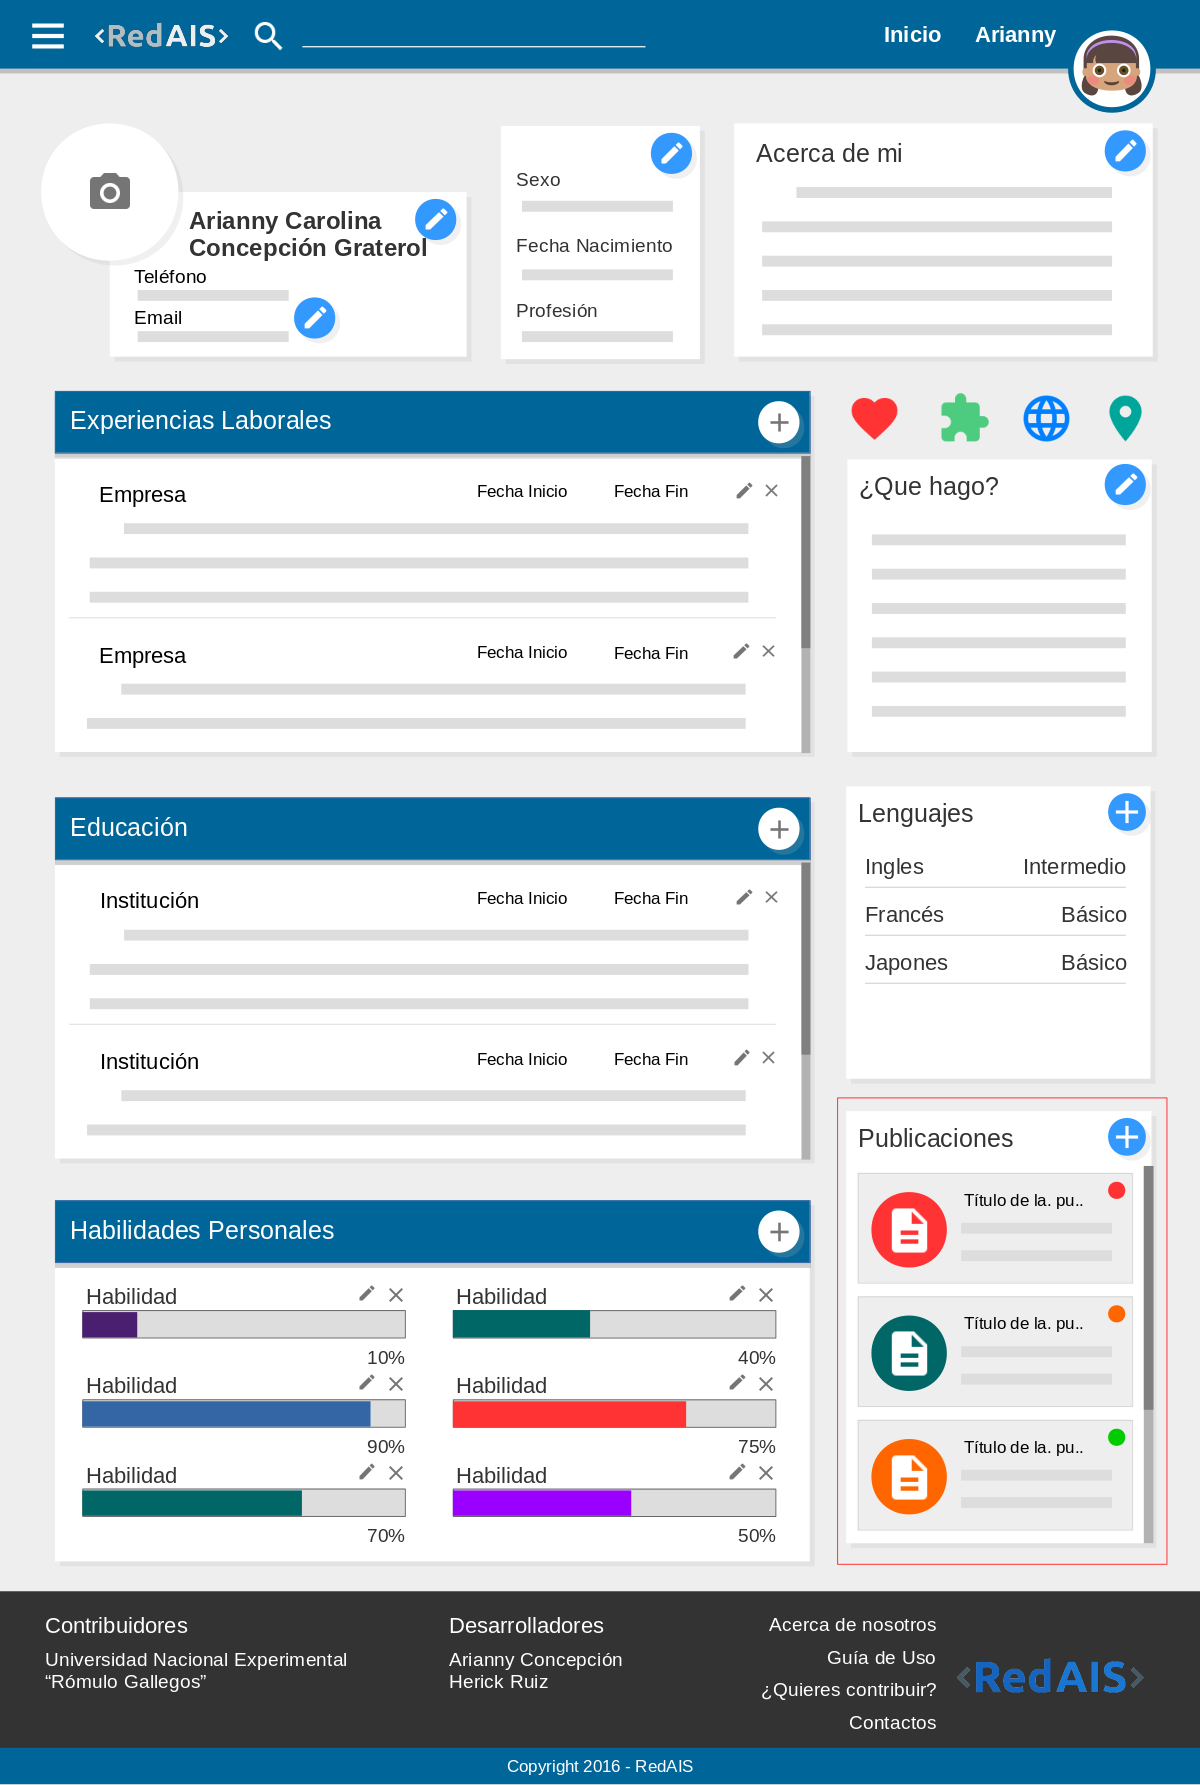 <RedAIS>
Inicio
Arianny
Arianny Carolina
Concepción Graterol
Teléfono
Email
Sexo
Fecha Nacimiento
Profesión
Acerca de mi
Experiencias Laborales
Empresa Fecha Inicio Fecha Fin
Empresa Fecha Inicio Fecha Fin
¿Que hago?
Educación
Institución Fecha Inicio Fecha Fin
Institución Fecha Inicio Fecha Fin
Lenguajes
Ingles Intermedio
Francés Básico
Japones Básico
Publicaciones
Título de la. pu..
Título de la. pu..
Título de la. pu..
Habilidades Personales
Habilidad
10%
Habilidad
40%
Habilidad
90%
Habilidad
75%
Habilidad
70%
Habilidad
50%
Contribuidores
Universidad Nacional Experimental
“Rómulo Gallegos”
Desarrolladores
Arianny Concepción
Herick Ruiz
Acerca de nosotros
Guía de Uso
¿Quieres contribuir?
Contactos
<RedAIS>
Copyright 2016 - RedAIS